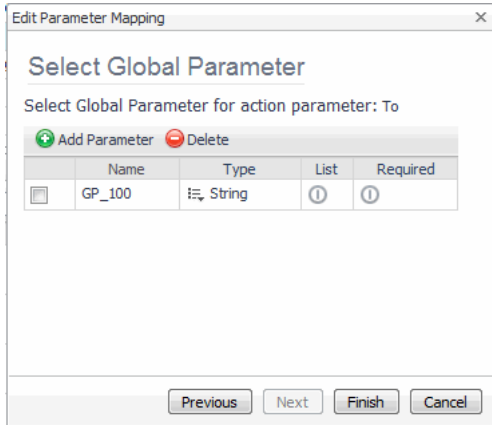 Edit Parameter Mapping
Select Global Parameter
Select Global Parameter for action parameter: To
Add Parameter Delete
Name Type List Required
GP_100 String
Previous Next Finish Cancel